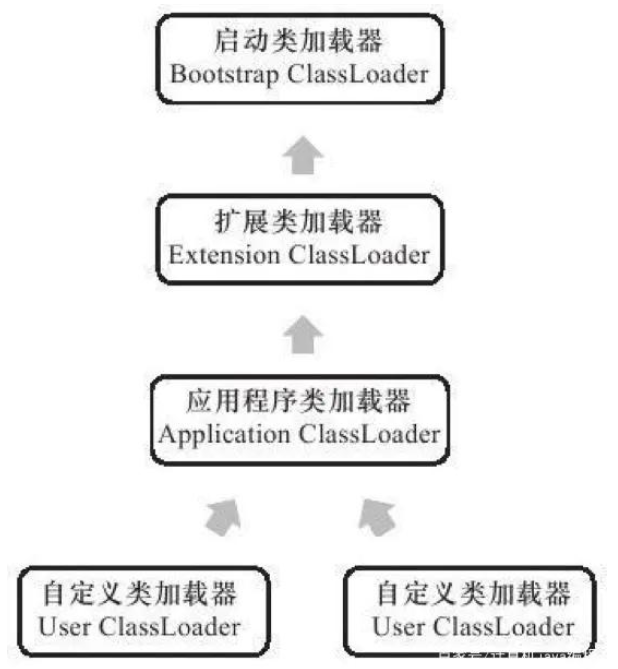 启动类加载器
Bootstrap ClassLoader
扩展类加载器
Extension ClassLoader
应用程序类加载器
Application ClassLoader
自定义类加载器
User ClassLoader
自定义类加载器
User ClassLoader